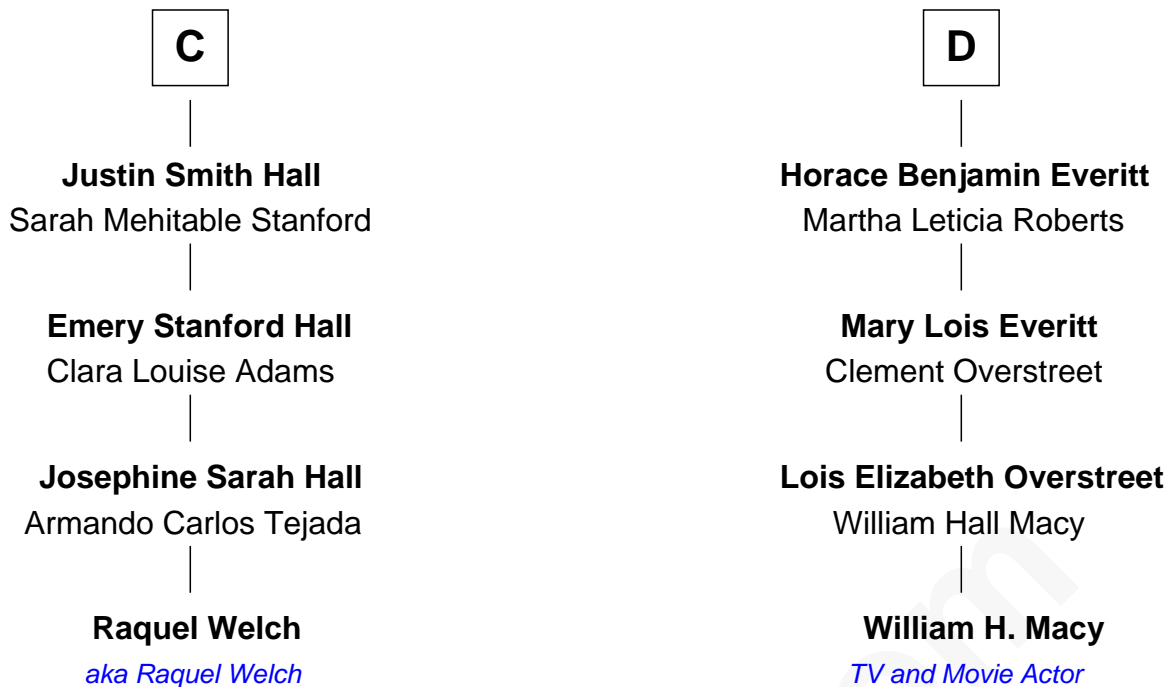 C
Justin Smith Hall
Sarah Mehitable Stanford
Emery Stanford Hall
Clara Louise Adams
Josephine Sarah Hall
Armando Carlos Tejada
Raquel Welch
aka Raquel Welch
D
Horace Benjamin Everitt
Martha Leticia Roberts
Mary Lois Everitt
Clement Overstreet
Lois Elizabeth Overstreet
William Hall Macy
William H. Macy
TV and Movie Actor